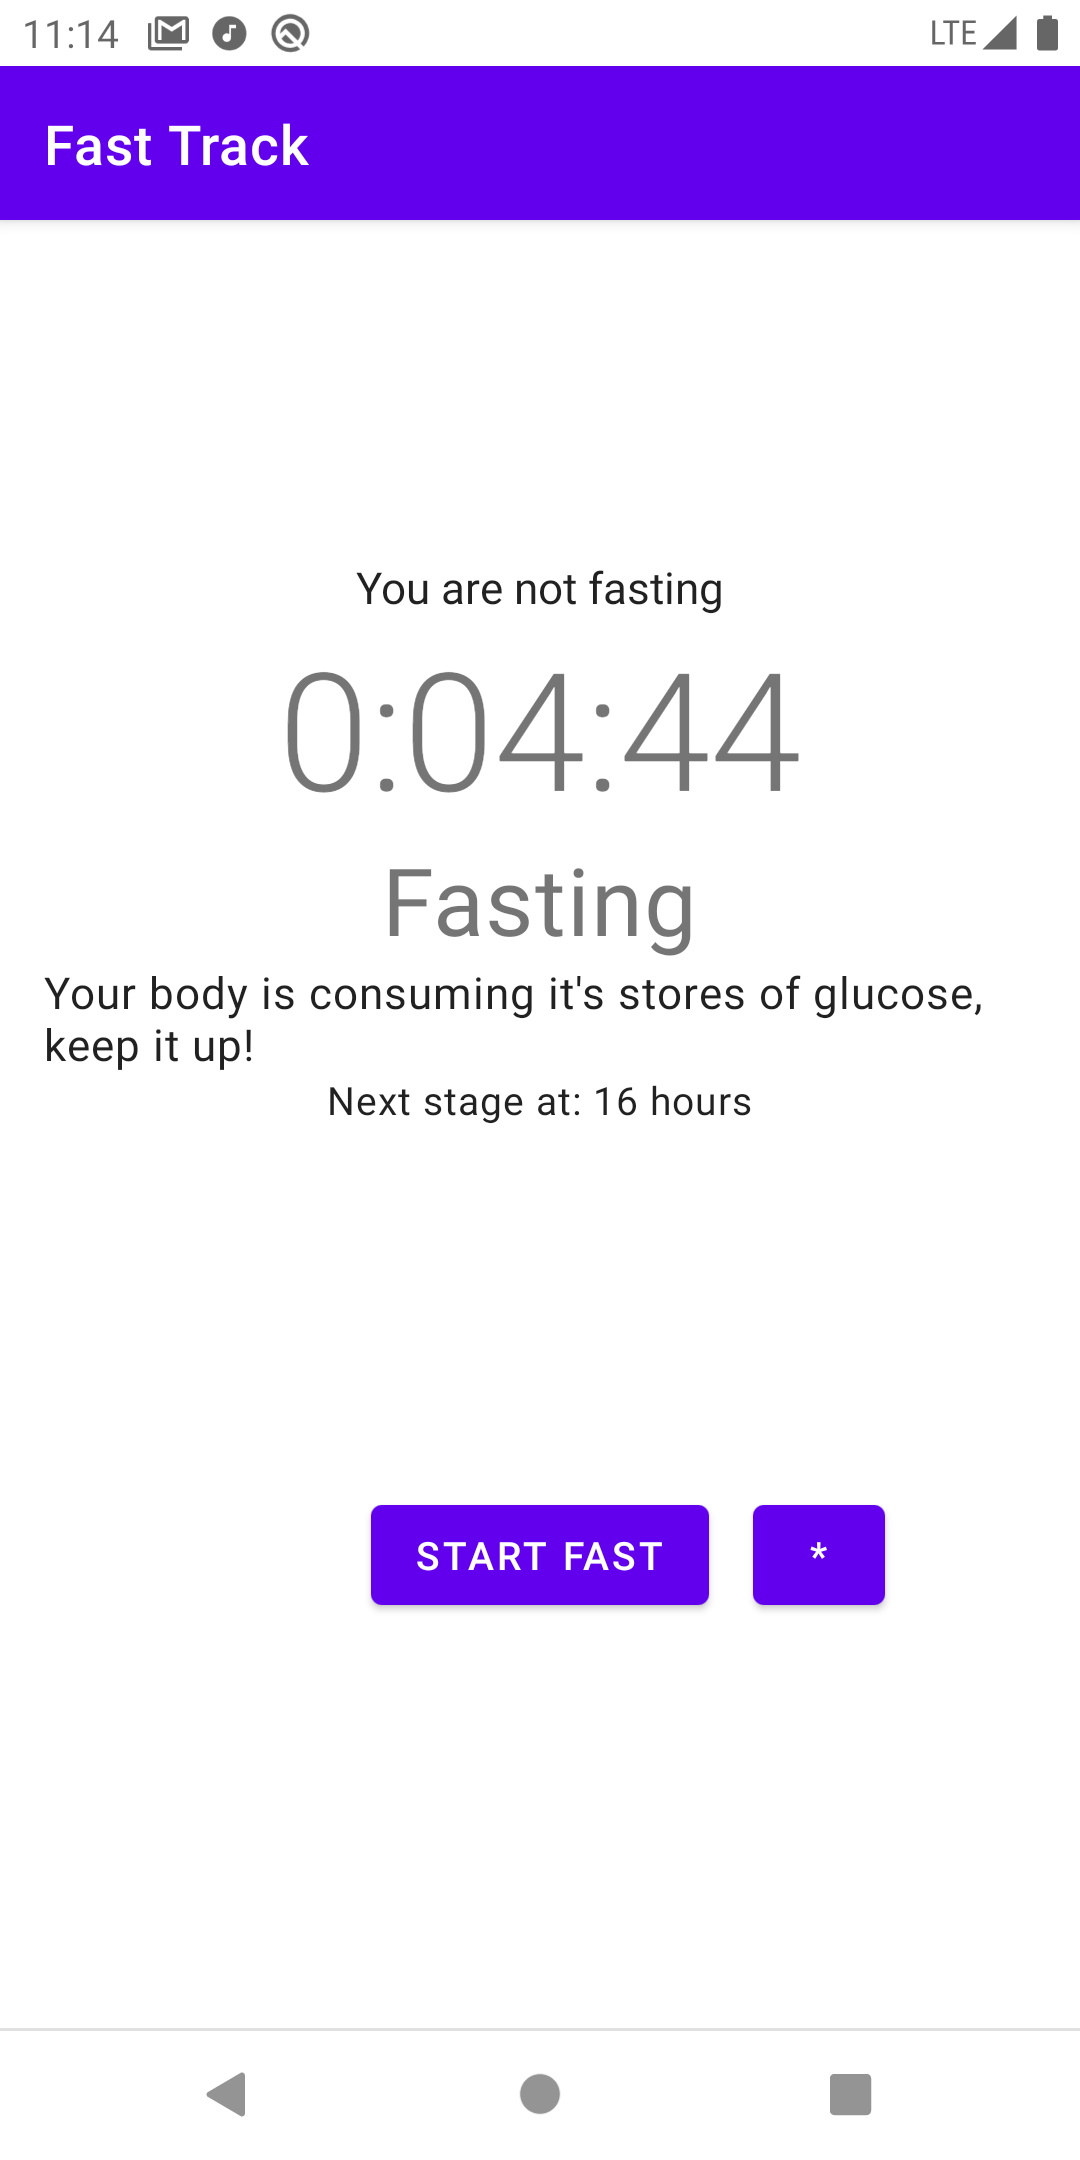 11:14
LTE
Fast Track
You are not fasting
0:04:44
Fasting
Your body is consuming it's stores of glucose,
keep it up!
Next stage at: 16 hours
START FAST
*